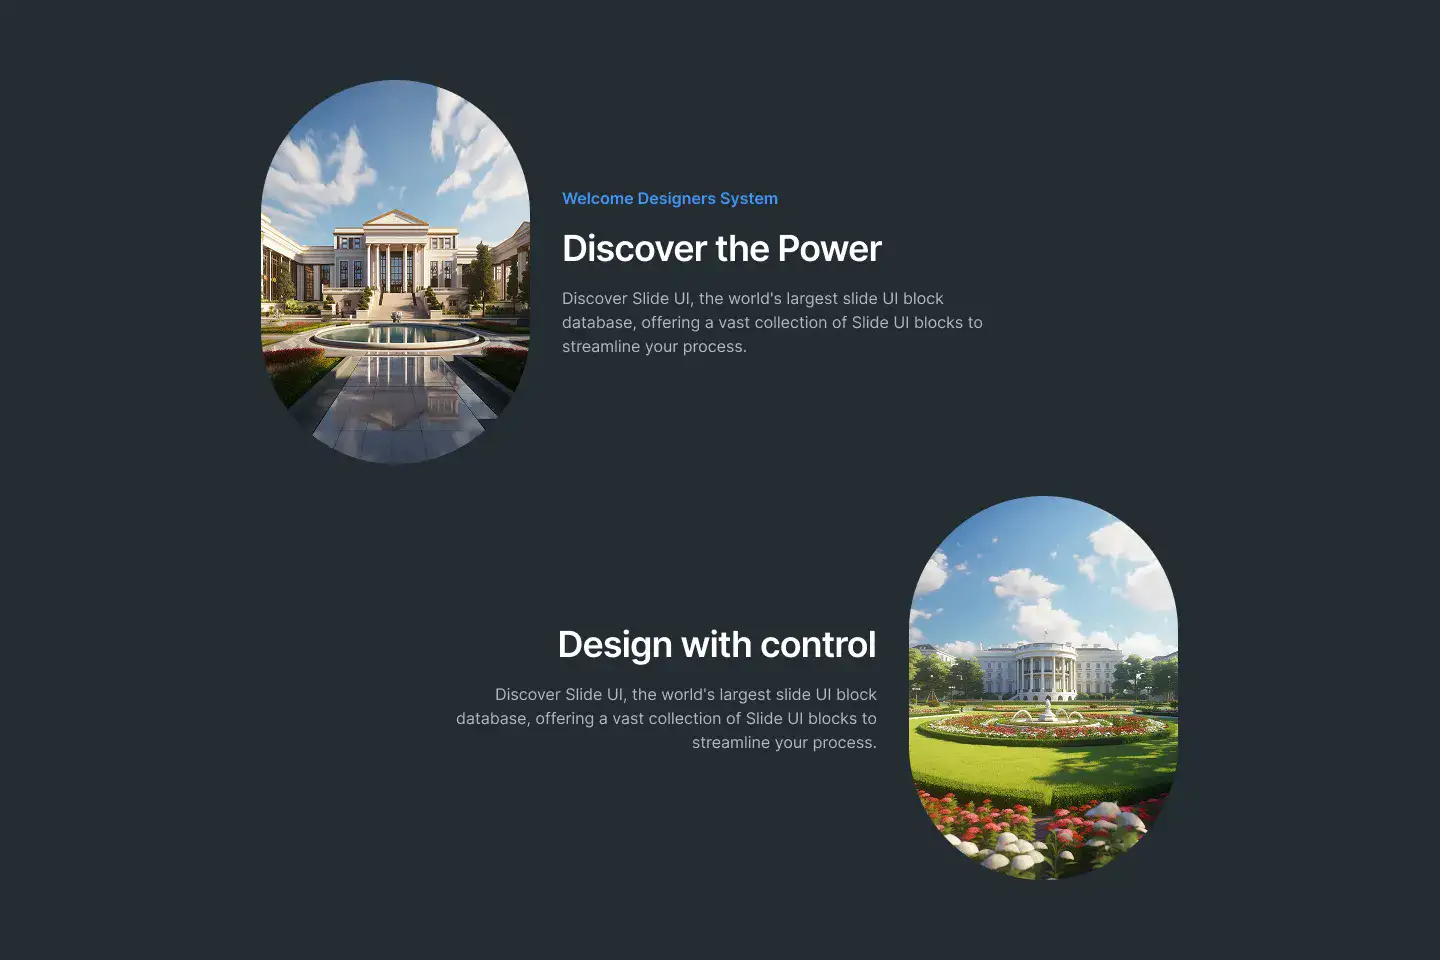 Welcome Designers System
Discover the Power
Discover Slide UI, the world's largest slide UI block
database, offering a vast collection of Slide UI blocks to
streamline your process.
Design with control
Discover Slide UI, the world's largest slide UI block
database, offering a vast collection of Slide UI blocks to
streamline your process.